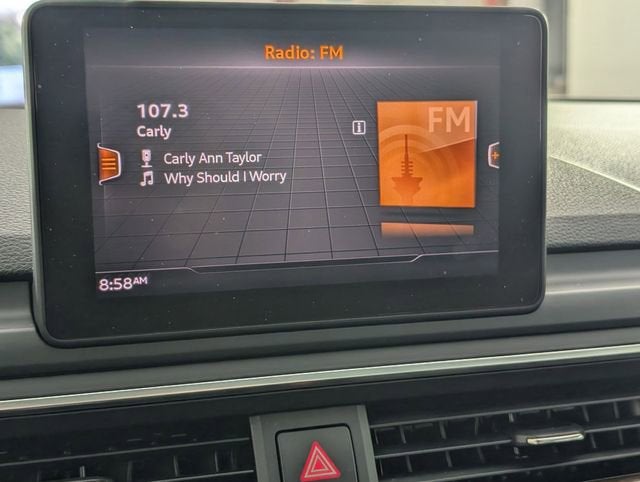 Radio: FM
107.3
Carly
i
FM
Carly Ann Taylor
Why Should I Worry
8:58AM